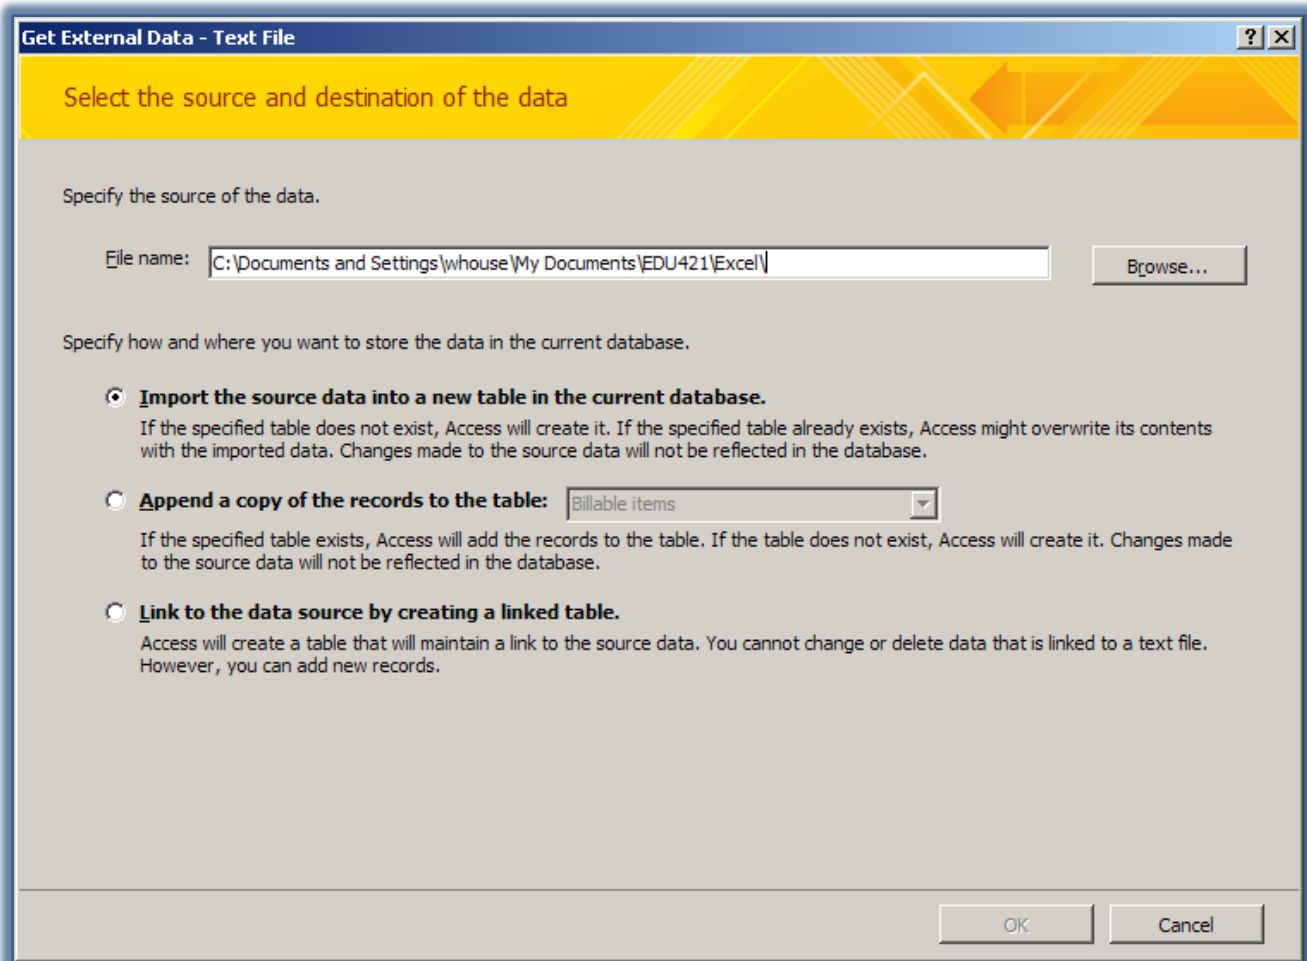 Get External Data - Text File
Select the source and destination of the data
Specify the source of the data.
File name: C:\Documents and Settings\whouse\My Documents\EDU421\Excel\ Browse...
Specify how and where you want to store the data in the current database.
Import the source data into a new table in the current database.
If the specified table does not exist, Access will create it. If the specified table already exists, Access might overwrite its contents
with the imported data. Changes made to the source data will not be reflected in the database.
Append a copy of the records to the table: Billable items
If the specified table exists, Access will add the records to the table. If the table does not exist, Access will create it. Changes made
to the source data will not be reflected in the database.
Link to the data source by creating a linked table.
Access will create a table that will maintain a link to the source data. You cannot change or delete data that is linked to a text file.
However, you can add new records.
OK Cancel